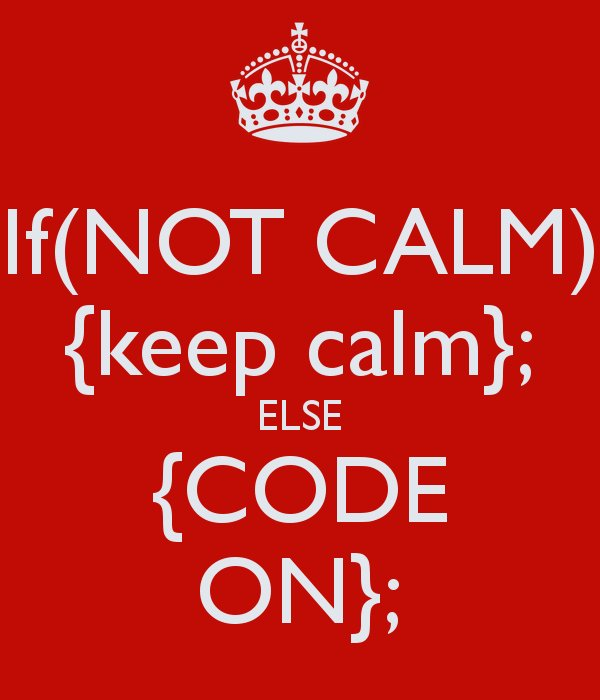 If(NOT CALM)
{keep calm};
ELSE
{CODE
ON};